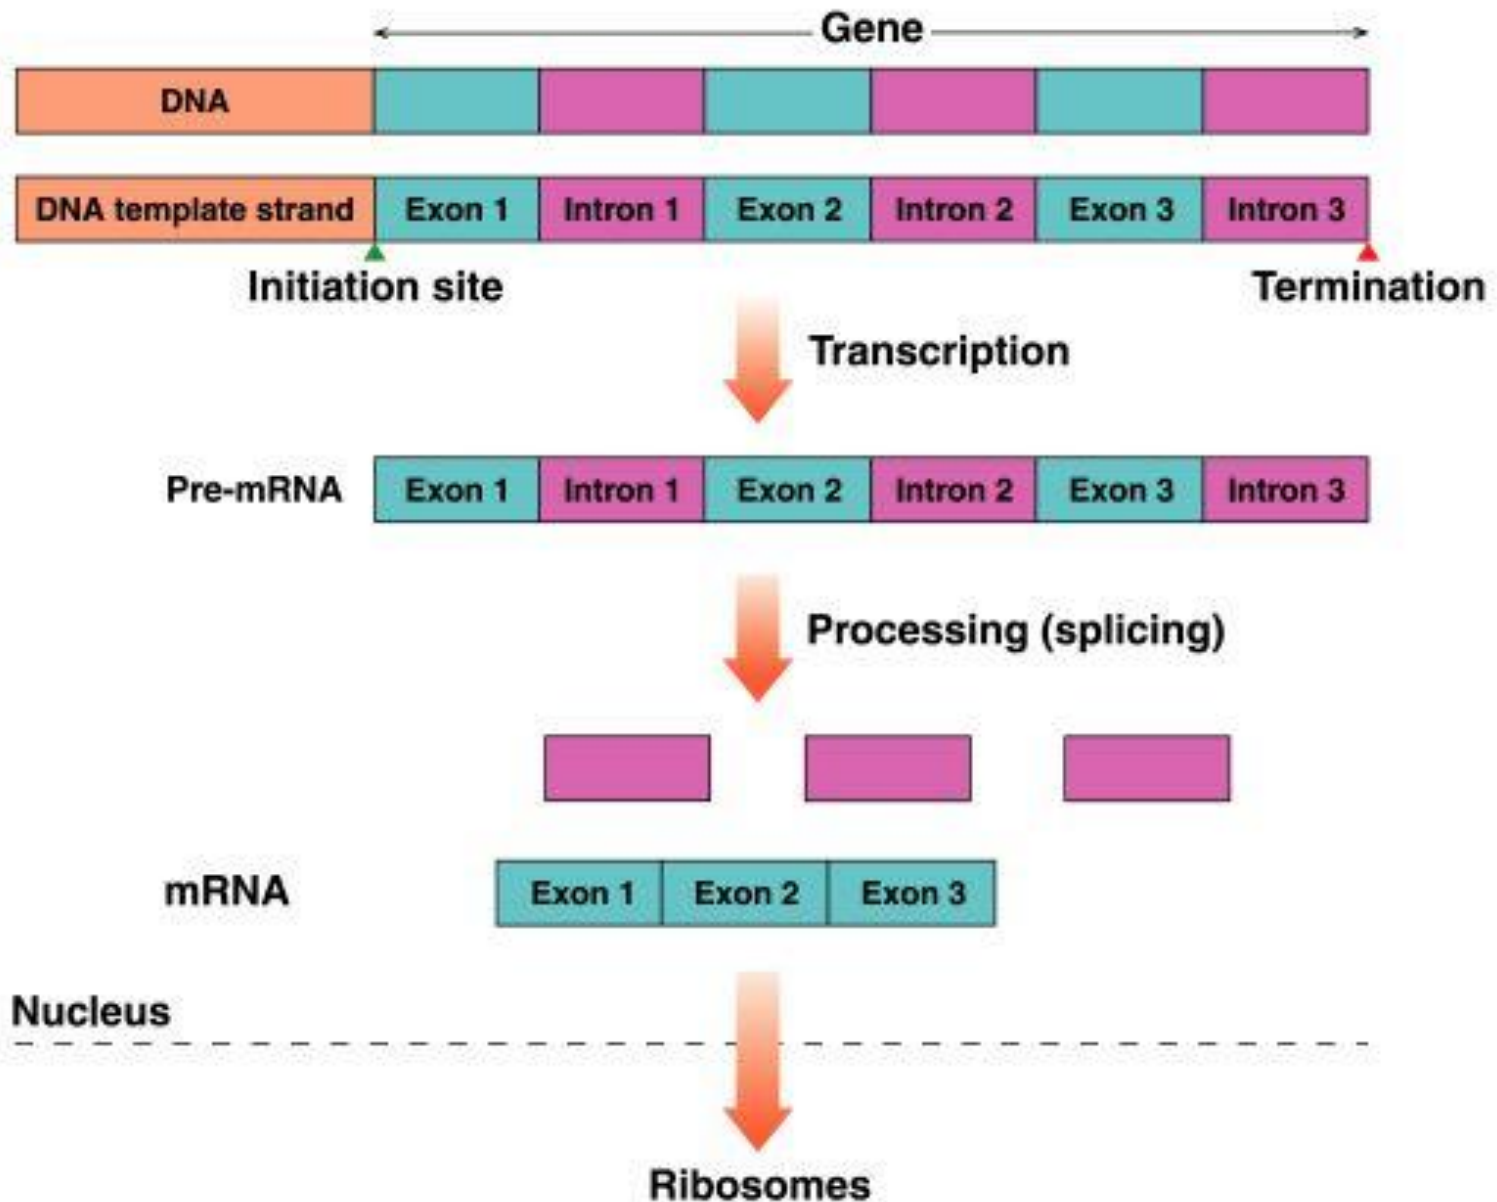 Gene
DNA
DNA template strand Exon 1 Intron 1 Exon 2 Intron 2 Exon 3 Intron 3
Initiation site Termination
Transcription
Pre-mRNA Exon 1 Intron 1 Exon 2 Intron 2 Exon 3 Intron 3
Processing (splicing)
mRNA Exon 1 Exon 2 Exon 3
Nucleus
Ribosomes